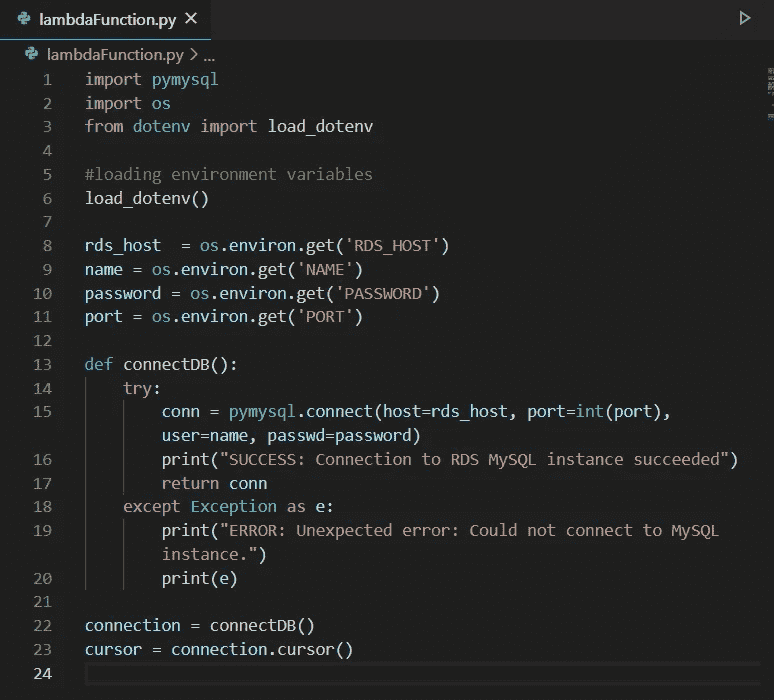 lambdaFunction.py ×
lambdaFunction.py > ...
1 import pymysql
2 import os
3 from dotenv import load_dotenv
4
5 #loading environment variables
6 load_dotenv()
7
8 rds_host  = os.environ.get('RDS_HOST')
9 name = os.environ.get('NAME')
10 password = os.environ.get('PASSWORD')
11 port = os.environ.get('PORT')
12
13 def connectDB():
14     try:
15         conn = pymysql.connect(host=rds_host, port=int(port),
        user=name, passwd=password)
16         print("SUCCESS: Connection to RDS MySQL instance succeeded")
17         return conn
18     except Exception as e:
19         print("ERROR: Unexpected error: Could not connect to MySQL
        instance.")
20         print(e)
21
22 connection = connectDB()
23 cursor = connection.cursor()
24